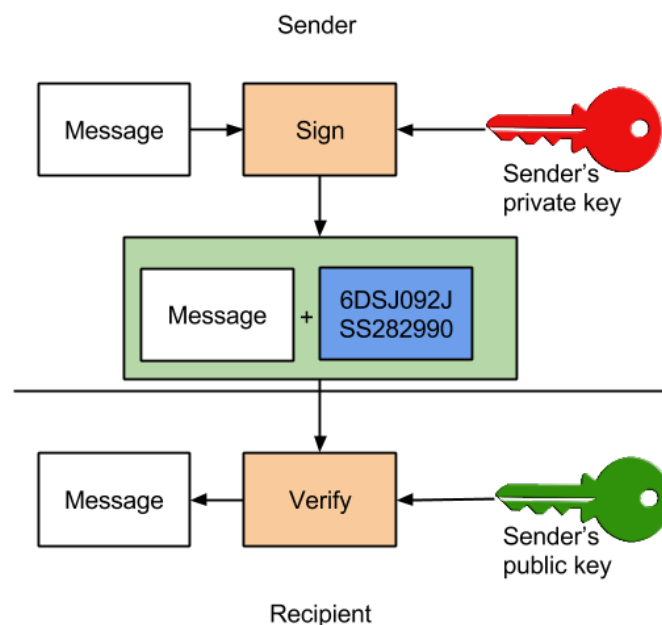 Sender
Message
Sign
Sender's
private key
Message
+
6DSJ092J
SS282990
Message
Verify
Sender's
public key
Recipient